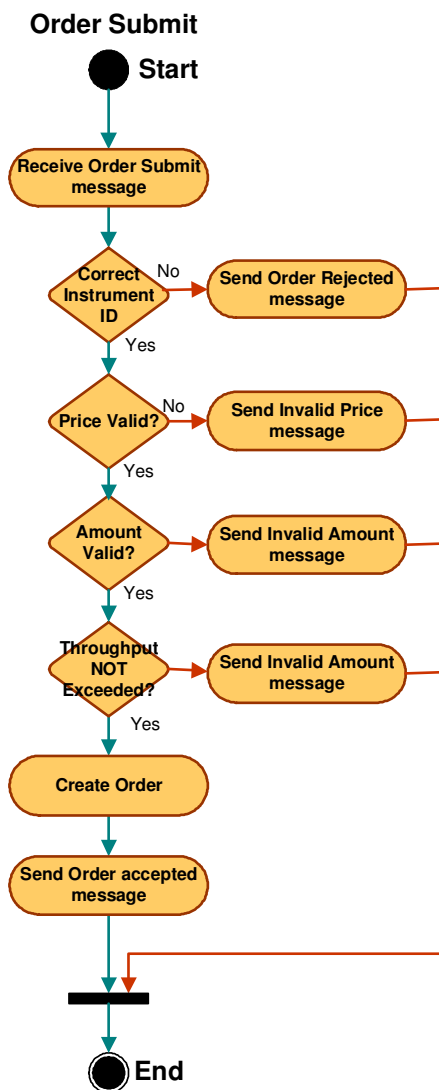 Order Submit
Start
Receive Order Submit
message
Correct
Instrument
ID
No
Send Order Rejected
message
Yes
Price Valid?
No
Send Invalid Price
message
Yes
Amount
Valid?
Send Invalid Amount
message
Yes
Throughput
NOT
Exceeded?
Send Invalid Amount
message
Yes
Create Order
Send Order accepted
message
End